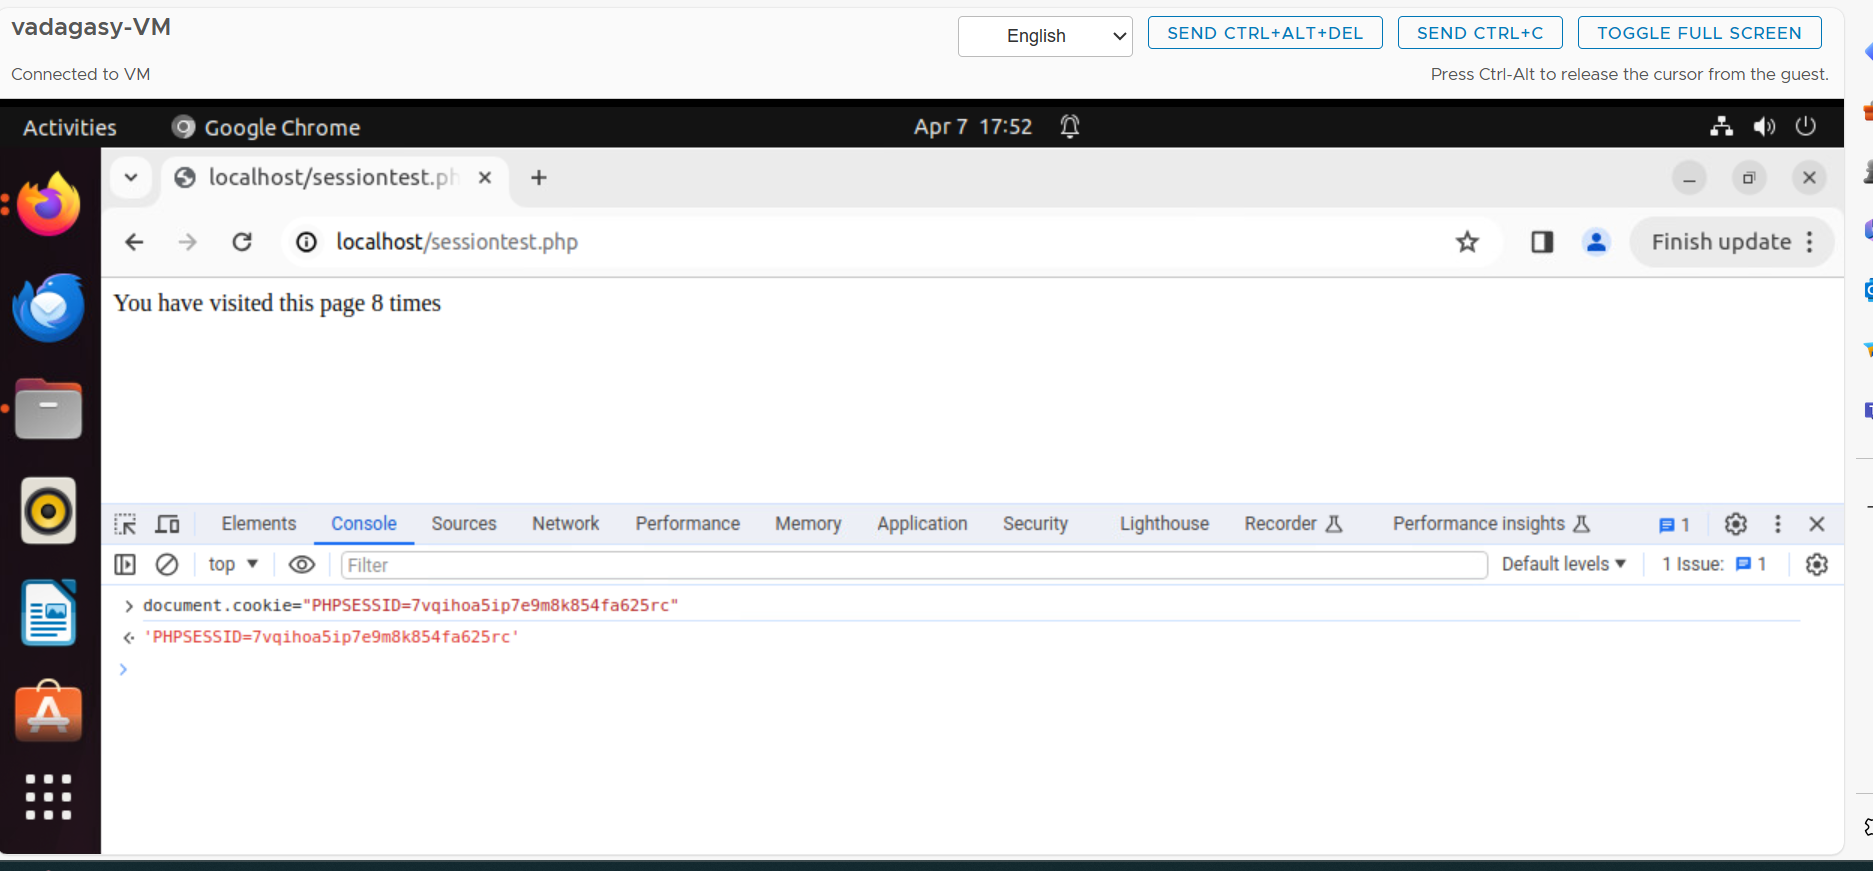 vadagasy-VM
English
SEND CTRL+ALT+DEL
SEND CTRL+C
TOGGLE FULL SCREEN
Connected to VM
Press Ctrl-Alt to release the cursor from the guest.
Activities
Google Chrome
Apr 7 17:52
localhost/sessiontest.ph
localhost/sessiontest.php
Finish update
You have visited this page 8 times
Elements
Console
Sources
Network
Performance
Memory
Application
Security
Lighthouse
Recorder
Performance insights
1
top
Filter
Default levels
1 Issue: 1
document.cookie="PHPSESSID=7vqihoa5ip7e9m8k854fa625rc"
'PHPSESSID=7vqihoa5ip7e9m8k854fa625rc'